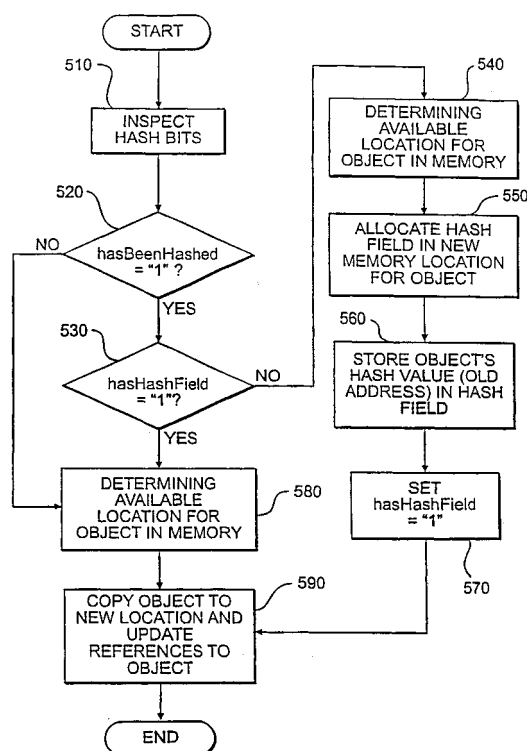 START
510
INSPECT
HASH BITS
520
NO
hasBeenHashed
= "1" ?
YES
530
hasHashField
= "1"?
NO
YES
DETERMINING
AVAILABLE
LOCATION FOR
OBJECT IN MEMORY
580
COPY OBJECT TO
NEW LOCATION AND
UPDATE
REFERENCES TO
OBJECT
590
END
540
DETERMINING
AVAILABLE
LOCATION FOR
OBJECT IN MEMORY
550
ALLOCATE HASH
FIELD IN NEW
MEMORY LOCATION
FOR OBJECT
560
STORE OBJECT'S
HASH VALUE (OLD
ADDRESS) IN HASH
FIELD
SET
hasHashField
= "1"
570